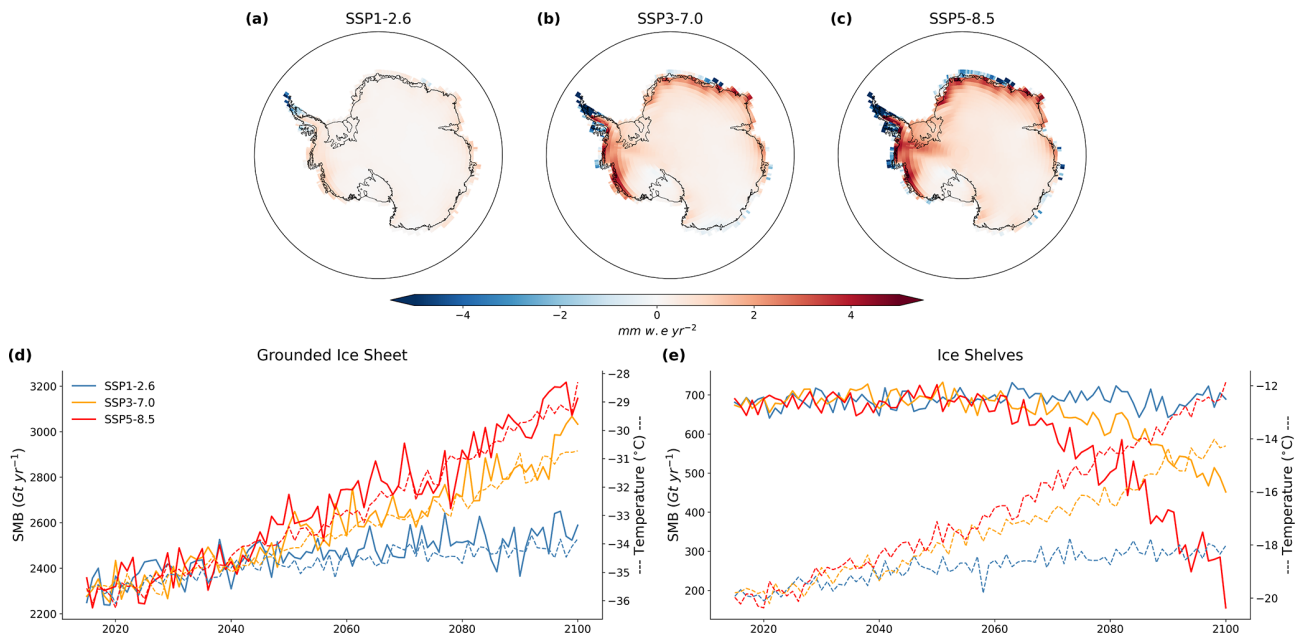 (a) SSP1-2.6 (b) SSP3-7.0 (c) SSP5-8.5
−4 −2 0 2 4
mm w.e yr⁻²
(d) Grounded Ice Sheet
SSP1-2.6
SSP3-7.0
SSP5-8.5
SMB (Gt yr⁻¹)
3200
3000
2800
2600
2400
2200
2020 2040 2060 2080 2100
−28
−29
−30
−31
−32
−33
−34
−35
−36
--- Temperature (°C) ---
(e) Ice Shelves
SMB (Gt yr⁻¹)
700
600
500
400
300
200
2020 2040 2060 2080 2100
−12
−14
−16
−18
−20
--- Temperature (°C) ---